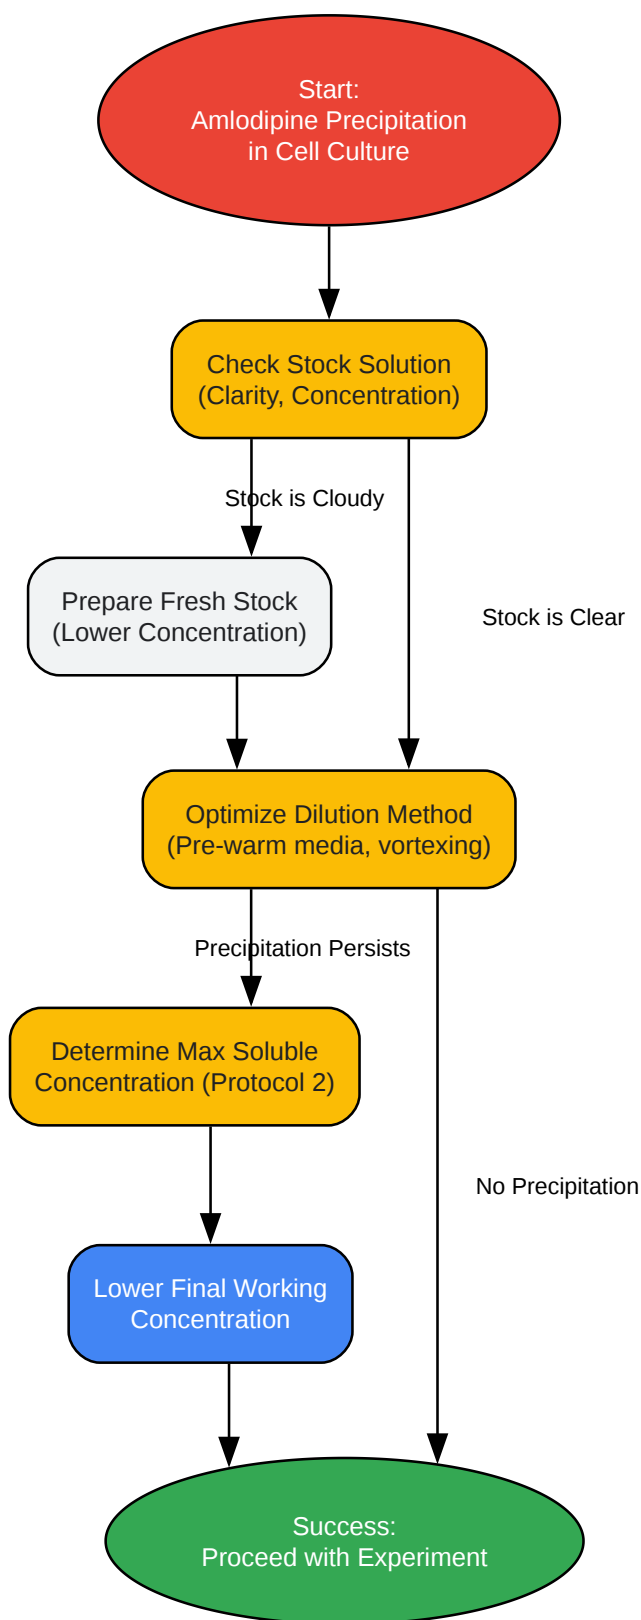 Start:
Amlodipine Precipitation
in Cell Culture
Check Stock Solution
(Clarity, Concentration)
Stock is Cloudy
Prepare Fresh Stock
(Lower Concentration)
Stock is Clear
Optimize Dilution Method
(Pre-warm media, vortexing)
Precipitation Persists
Determine Max Soluble
Concentration (Protocol 2)
No Precipitation
Lower Final Working
Concentration
Success:
Proceed with Experiment